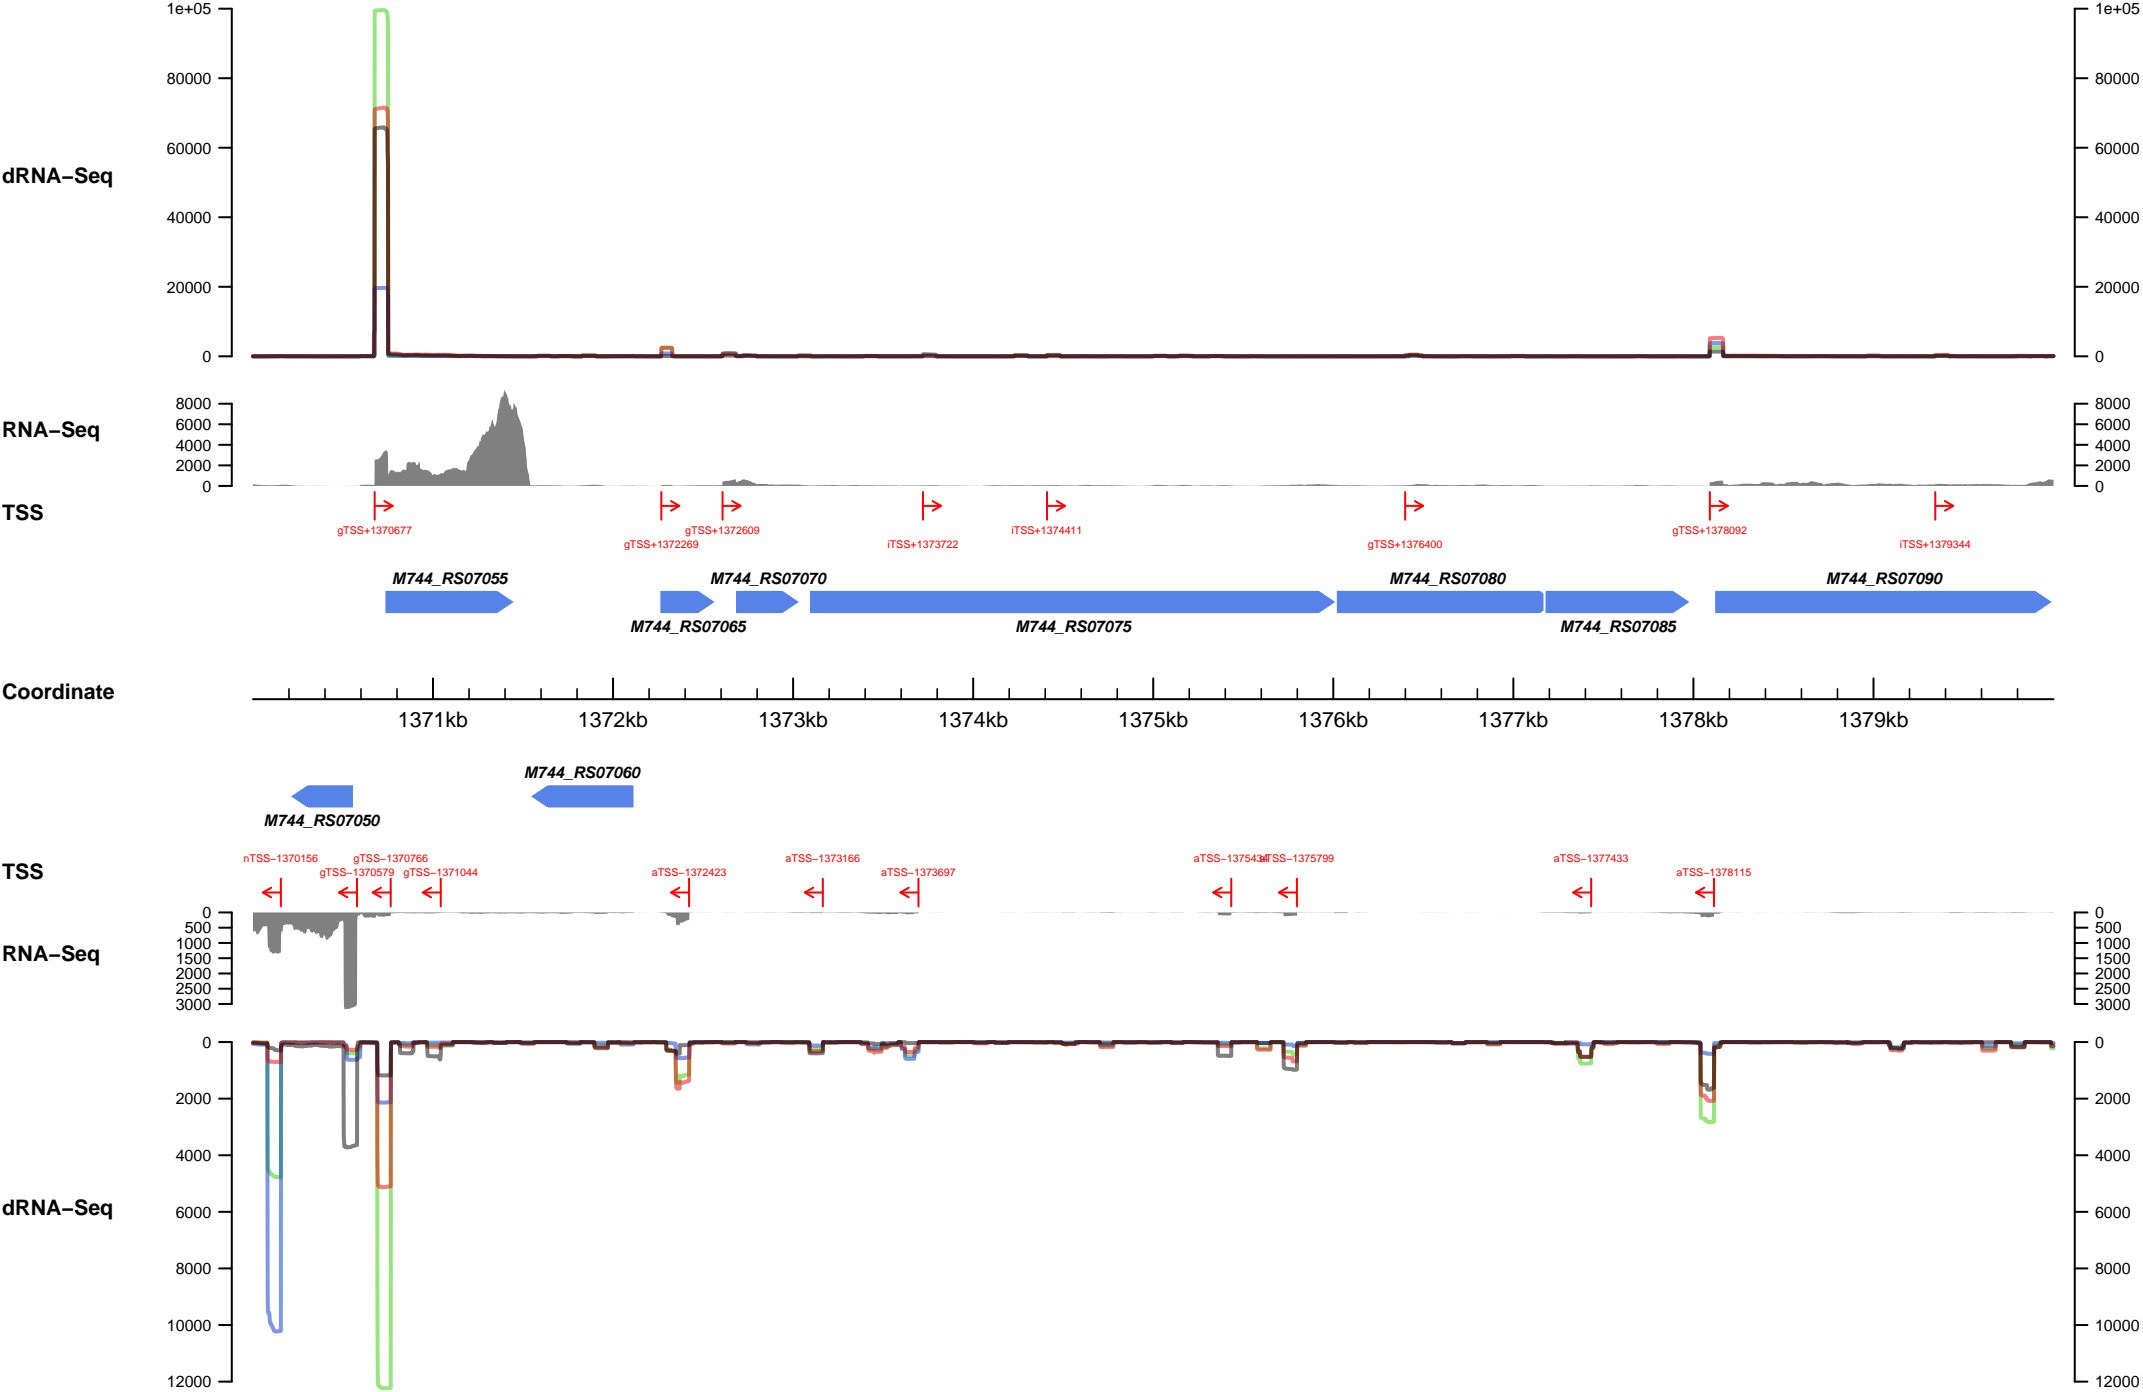 1e+05 1e+05
80000 80000
60000 60000
dRNA−Seq
40000 40000
20000 20000
0 0
8000 8000
6000 6000
RNA−Seq
4000 4000
2000 2000
0 0
TSS
gTSS+1370677 gTSS+1372609 iTSS+1374411 gTSS+1378092
gTSS+1372269 iTSS+1373722 gTSS+1376400 iTSS+1379344
M744_RS07055 M744_RS07070 M744_RS07080 M744_RS07090
M744_RS07065 M744_RS07075 M744_RS07085
Coordinate
1371kb 1372kb 1373kb 1374kb 1375kb 1376kb 1377kb 1378kb 1379kb
M744_RS07060
M744_RS07050
nTSS−1370156 gTSS−1370766 aTSS−1373166 aTSS−1375799 aTSS−1377433
TSS
gTSS−1370579 gTSS−1371044 aTSS−1372423 aTSS−1373697 aTSS−1378115
0 0
500 500
1000 1000
RNA−Seq
1500 1500
2000 2000
2500 2500
3000 3000
0 0
2000 2000
4000 4000
dRNA−Seq
6000 6000
8000 8000
10000 10000
12000 12000